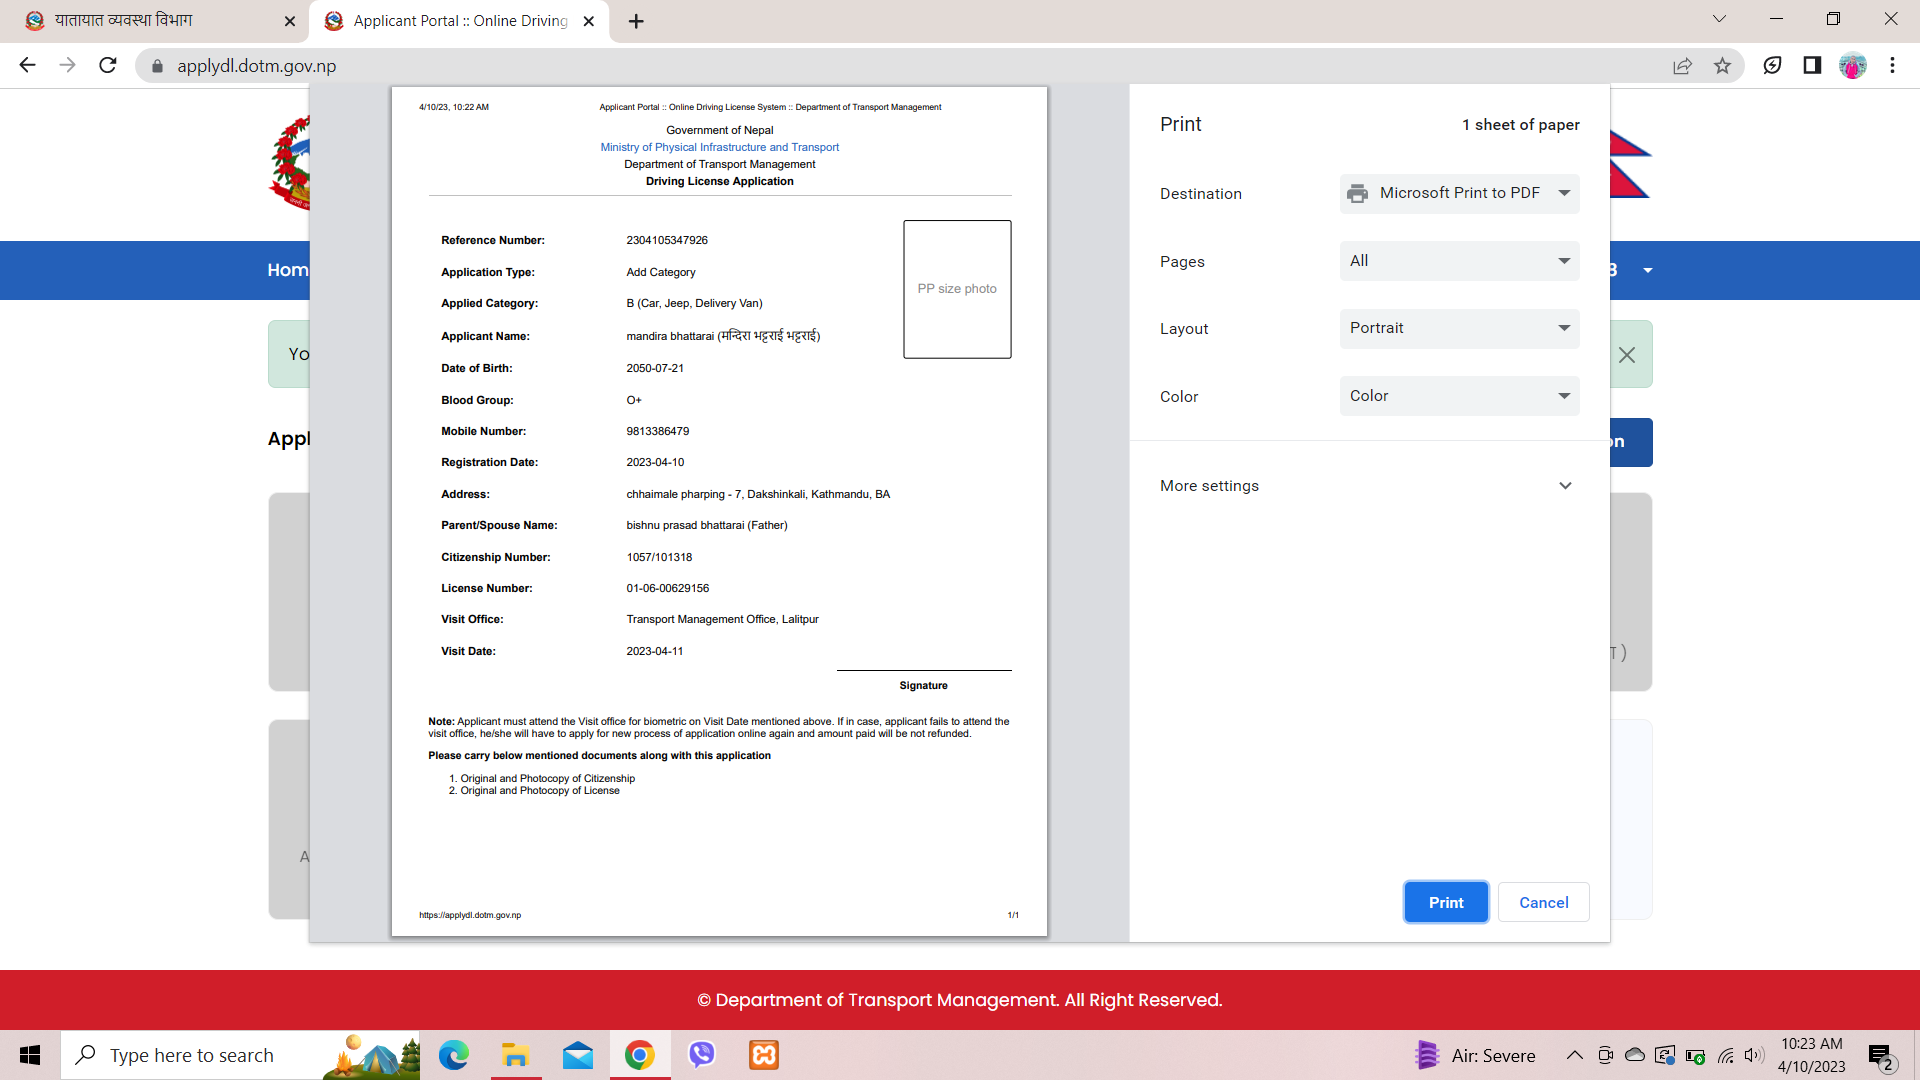 यातायात व्यवस्था विभाग
Applicant Portal :: Online Driving
applydl.dotm.gov.np
4/10/23, 10:22 AM
Applicant Portal :: Online Driving License System :: Department of Transport Management
Government of Nepal
Ministry of Physical Infrastructure and Transport
Department of Transport Management
Driving License Application
Reference Number: 2304105347926
Application Type: Add Category
Applied Category: B (Car, Jeep, Delivery Van)
Applicant Name: mandira bhattarai (मन्दिरा भट्टराई भट्टराई)
Date of Birth: 2050-07-21
Blood Group: O+
Mobile Number: 9813386479
Registration Date: 2023-04-10
Address: chhaimale pharping - 7, Dakshinkali, Kathmandu, BA
Parent/Spouse Name: bishnu prasad bhattarai (Father)
Citizenship Number: 1057/101318
License Number: 01-06-00629156
Visit Office: Transport Management Office, Lalitpur
Visit Date: 2023-04-11
PP size photo
Signature
Note: Applicant must attend the Visit office for biometric on Visit Date mentioned above. If in case, applicant fails to attend the
visit office, he/she will have to apply for new process of application online again and amount paid will be not refunded.
Please carry below mentioned documents along with this application
1. Original and Photocopy of Citizenship
2. Original and Photocopy of License
https://applydl.dotm.gov.np
1/1
Print
1 sheet of paper
Destination
Microsoft Print to PDF
Pages
All
Layout
Portrait
Color
Color
More settings
Print
Cancel
Hom
Yo
Appl
A
on
© Department of Transport Management. All Right Reserved.
Type here to search
Air: Severe
10:23 AM
4/10/2023
2